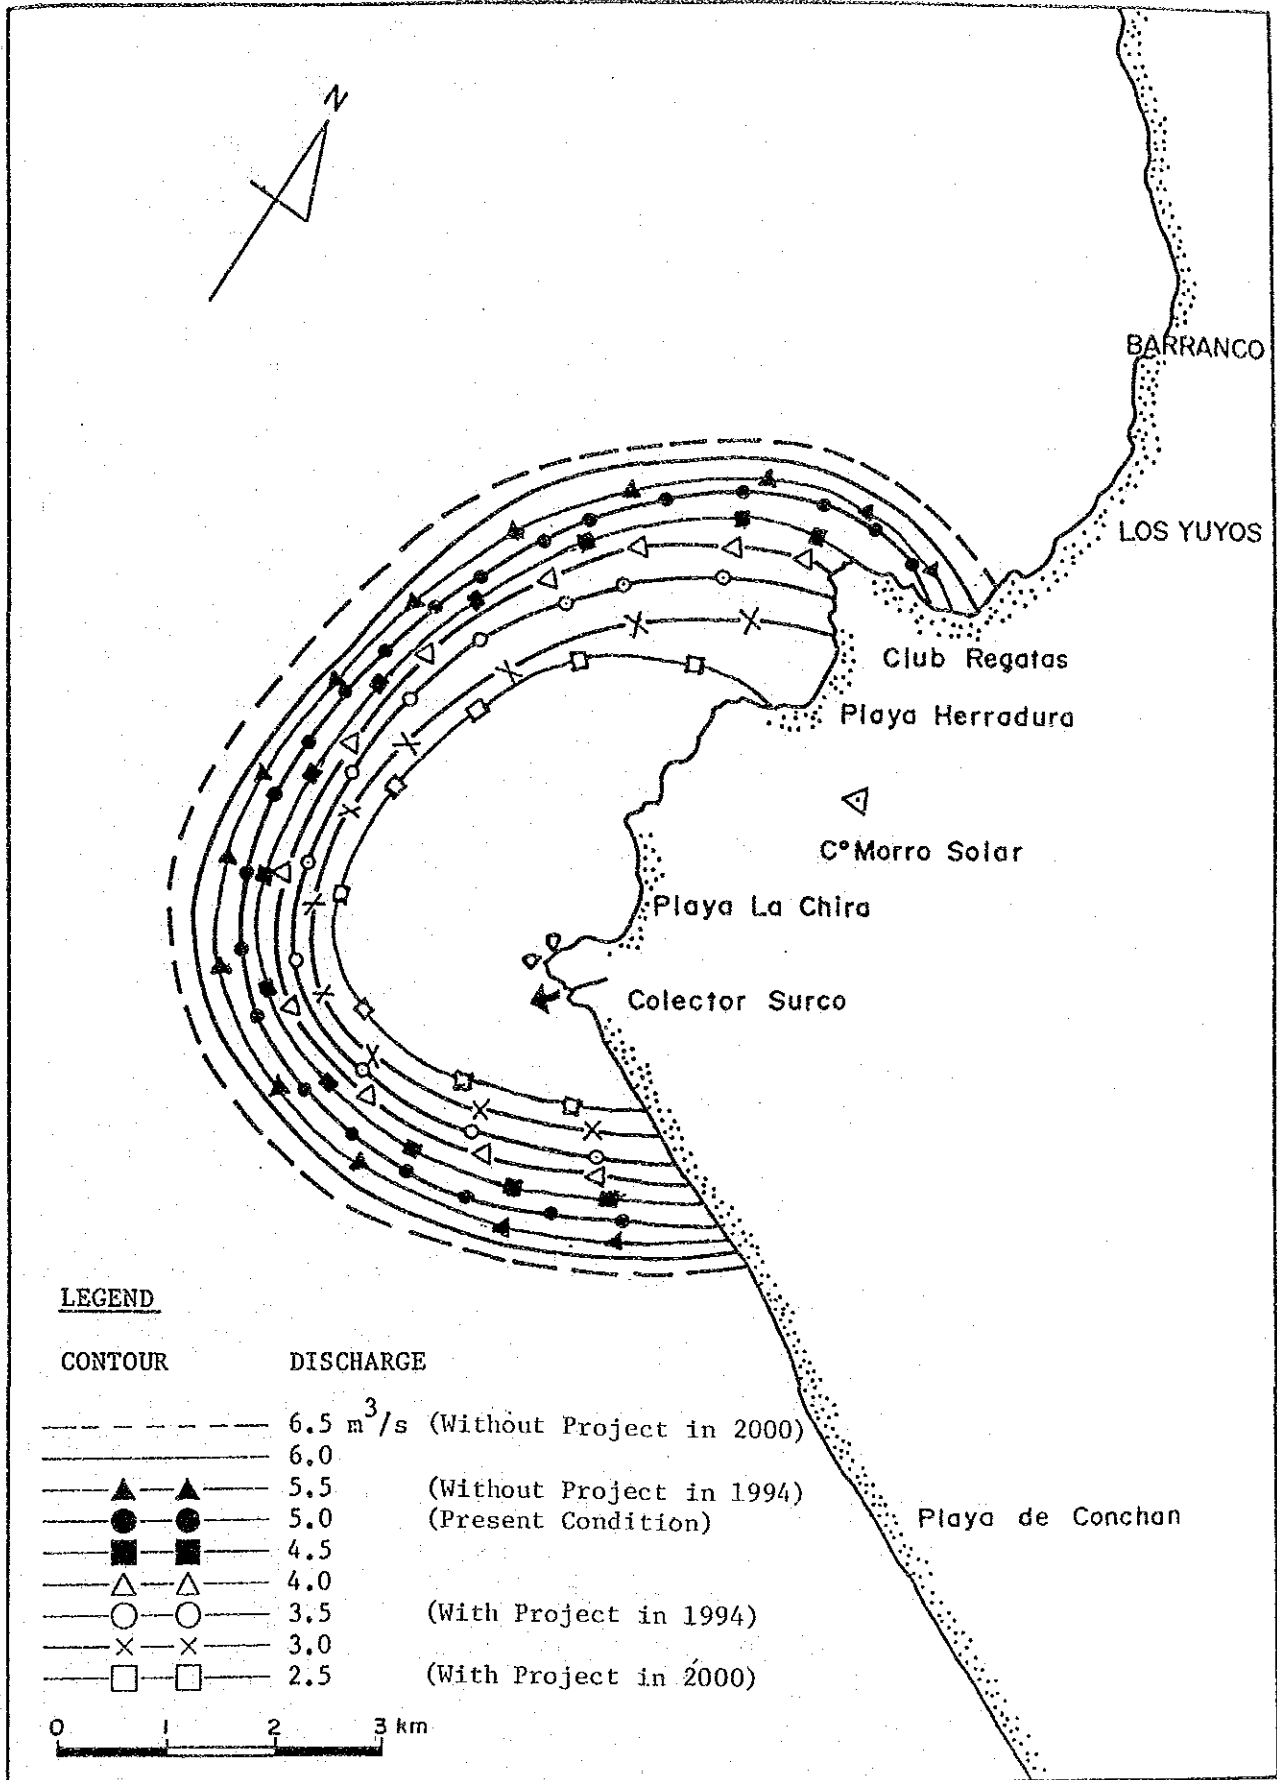 N
BARRANCO
LOS YUYOS
Club Regatas
Playa Herradura
C° Morro Solar
Playa La Chira
Colector Surco
LEGEND
CONTOUR DISCHARGE
6.5 m³/s (Without Project in 2000)
6.0
5.5 (Without Project in 1994)
5.0 (Present Condition)
4.5
4.0
3.5 (With Project in 1994)
3.0
2.5 (With Project in 2000)
Playa de Conchan
0 1 2 3 km